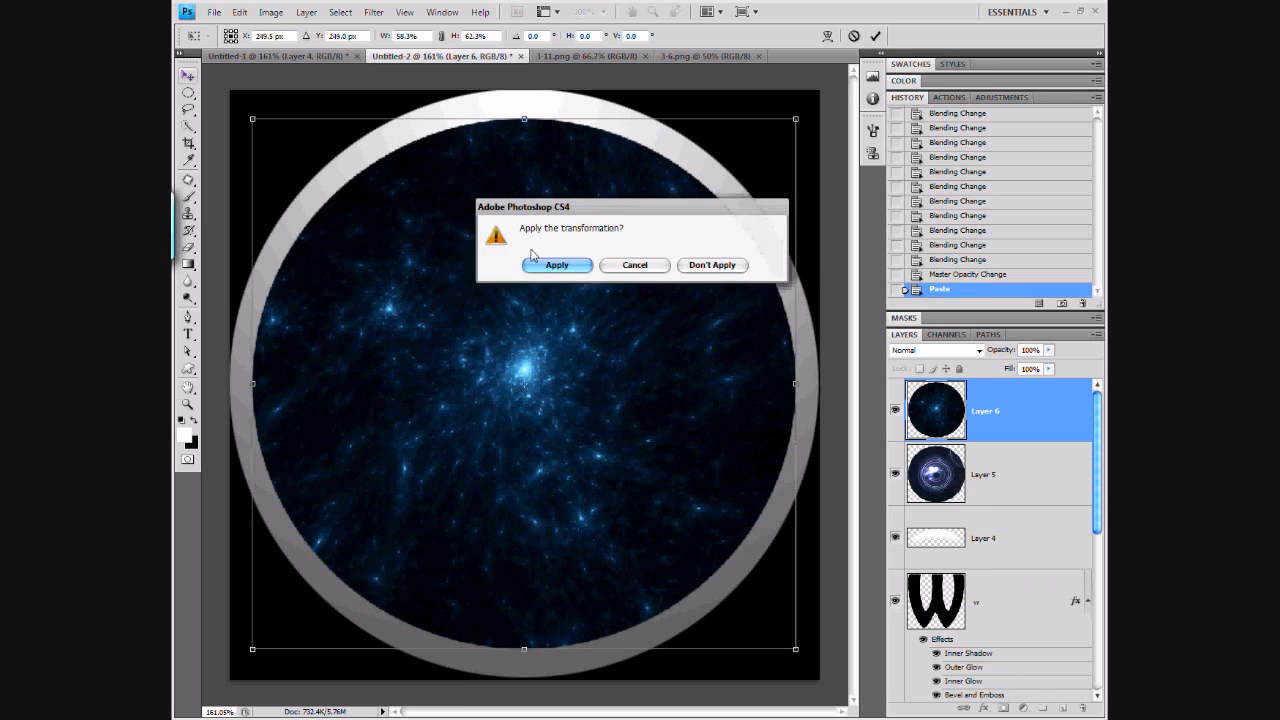 Ps File Edit Image Layer Select Filter View Window Help Br 100% ESSENTIALS
X: 249.5 px Y: 249.0 px W: 58.3% H: 62.3% 0.0 ° H: 0.0 ° V: 0.0 °
Untitled-1 @ 161% (Layer 4, RGB/8) * × Untitled-2 @ 161% (Layer 6, RGB/8) * × 3-11.png @ 66.7% (RGB/8) × 3-6.png @ 50% (RGB/8) ×
SWATCHES STYLES
COLOR
HISTORY ACTIONS ADJUSTMENTS
Blending Change
Blending Change
Blending Change
Blending Change
Blending Change
Blending Change
Blending Change
Blending Change
Blending Change
Blending Change
Blending Change
Master Opacity Change
Paste
Adobe Photoshop CS4
Apply the transformation?
Apply Cancel Don't Apply
MASKS
LAYERS CHANNELS PATHS
Normal Opacity: 100%
Lock: Fill: 100%
Layer 6
Layer 5
Layer 4
W
w fx
Effects
Inner Shadow
Outer Glow
Inner Glow
Bevel and Emboss
T
161.05% Doc: 732.4K/5.76M